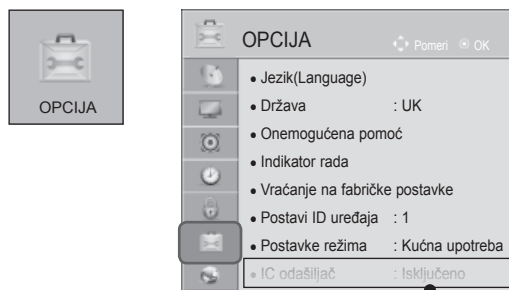 OPCIJA
OPCIJA
Pomeri OK
Jezik(Language)
Država : UK
Onemogućena pomoć
Indikator rada
Vraćanje na fabričke postavke
Postavi ID uređaja : 1
Postavke režima : Kućna upotreba
IC odašiljač : Isključeno